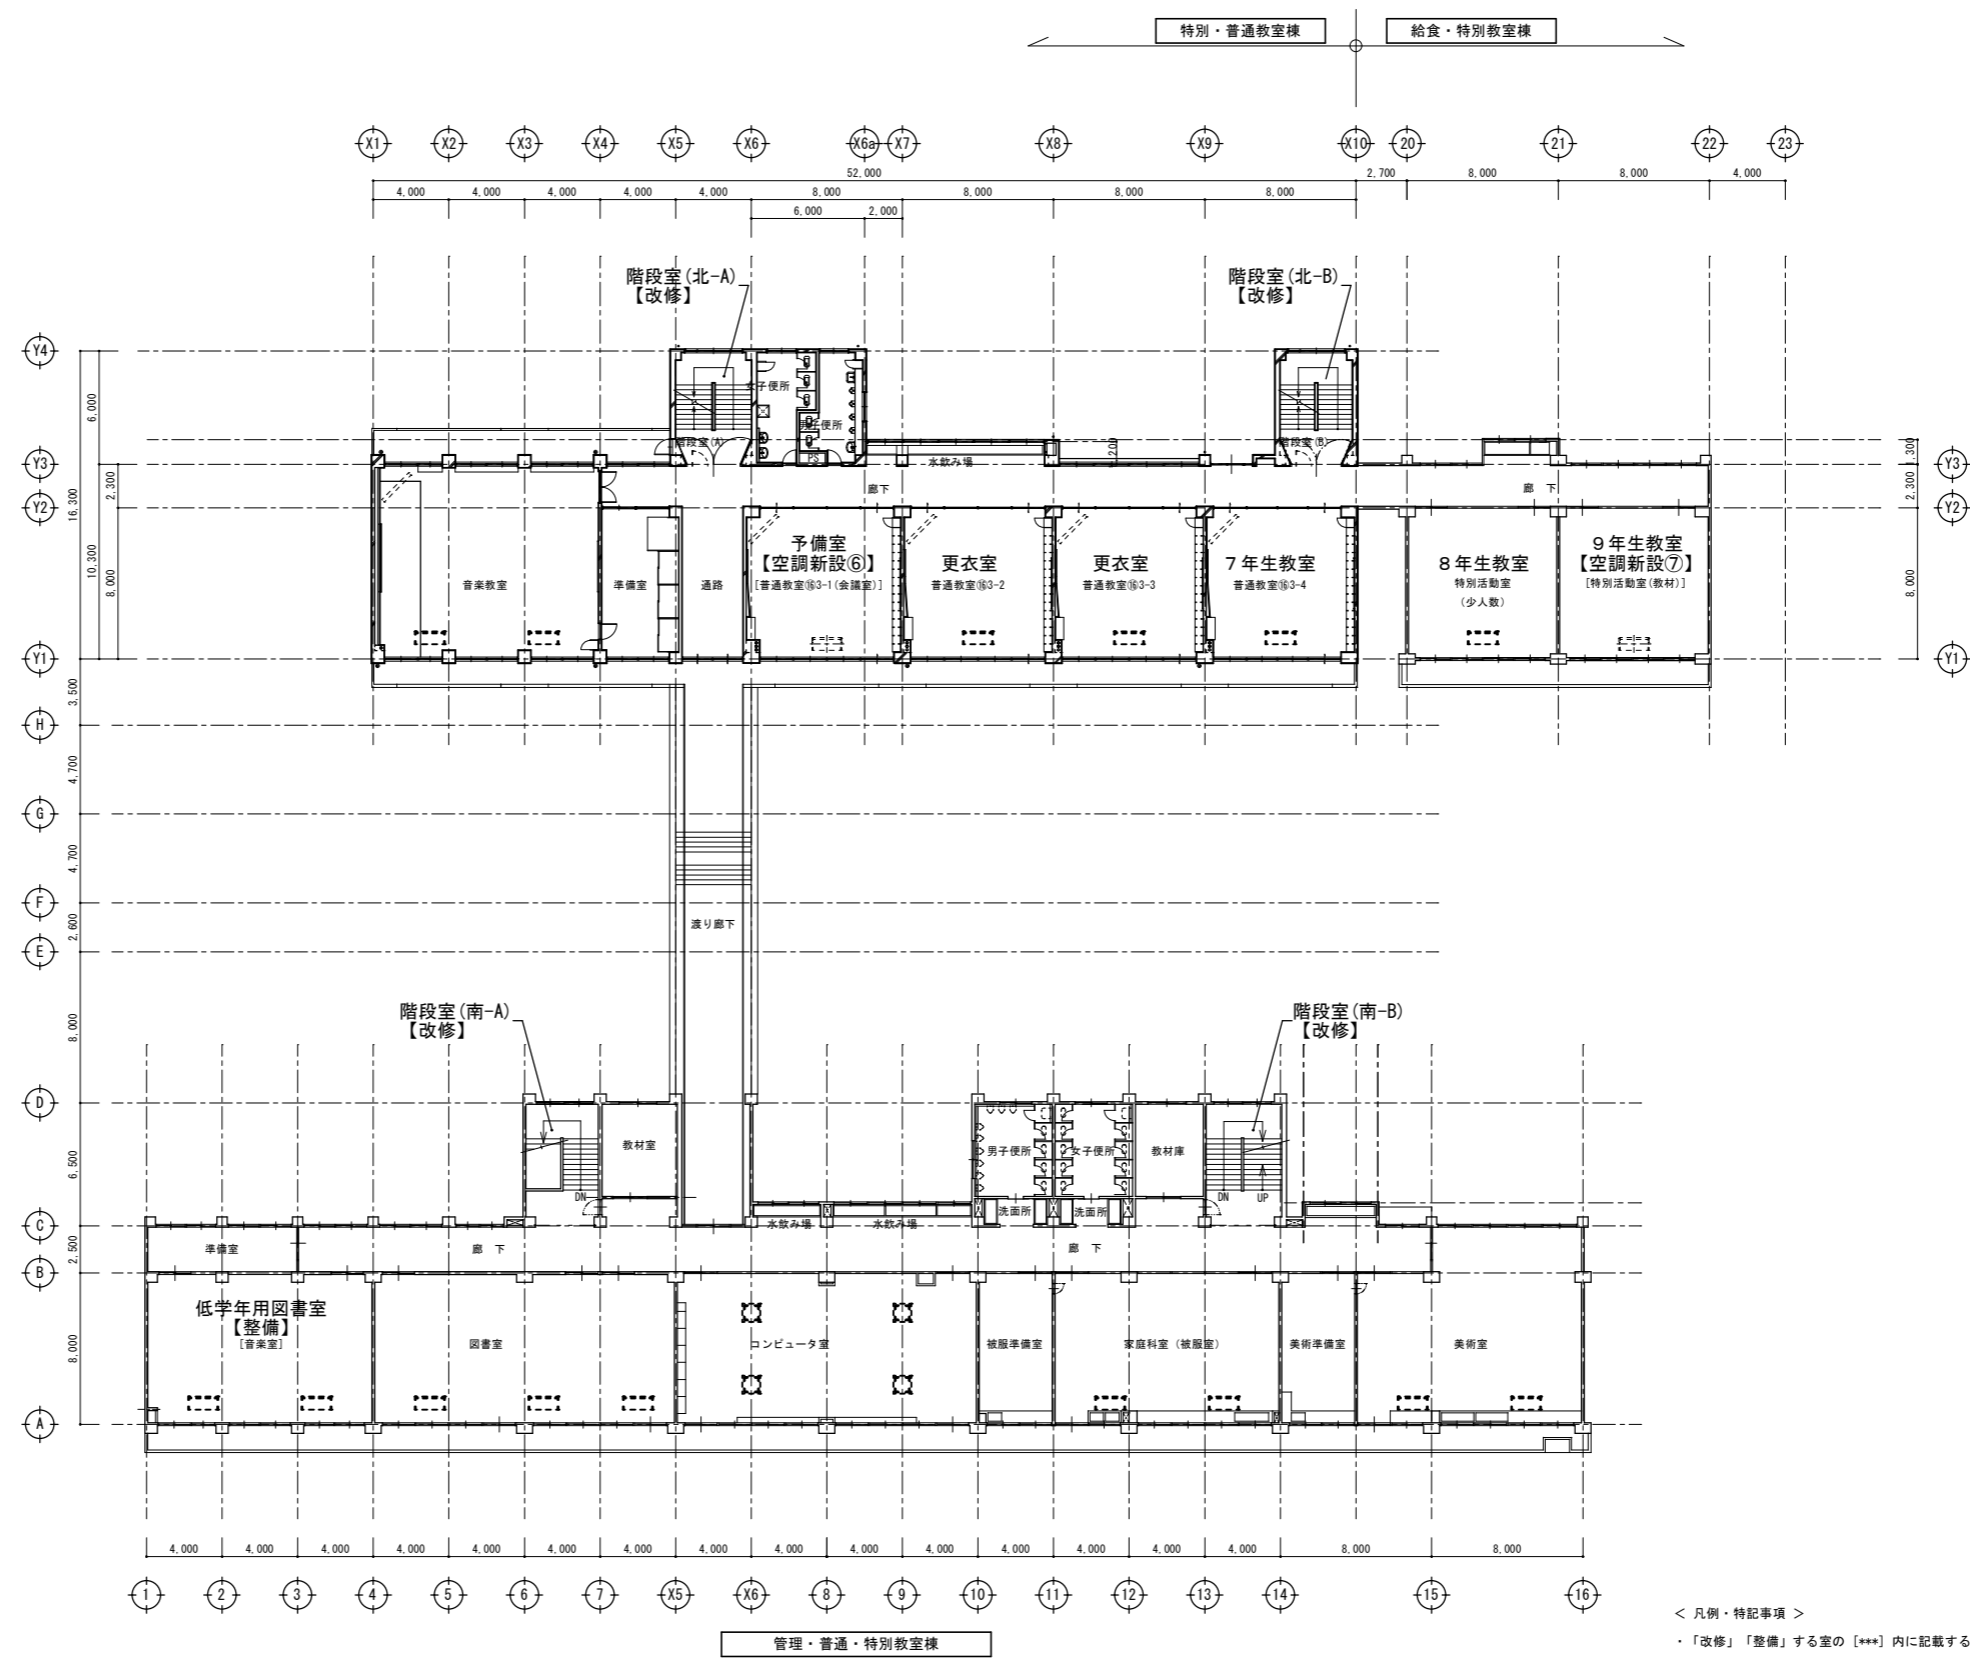 特別・普通教室棟
給食・特別教室棟
X1 X2 X3 X4 X5 X6 X6a X7 X8 X9 X10 20 21 22 23
52,000
2,700 8,000 8,000 4,000
4,000 4,000 4,000 4,000 4,000 8,000 8,000 8,000 8,000
6,000 2,000
階段室(北-A)
【改修】
階段室(北-B)
【改修】
Y4
6,000
女子便所
男子便所
階段室(A)
PS
水飲み場
1,200
階段室(B)
1,300
Y3
Y3
16,300
2,300
廊下
廊 下
2,300
Y2
Y2
10,300
8,000
音楽教室
準備室
通路
予備室
【空調新設⑥】
[普通教室⑯3-1(会議室)]
更衣室
普通教室⑯3-2
更衣室
普通教室⑯3-3
7年生教室
普通教室⑯3-4
8年生教室
特別活動室
(少人数)
9年生教室
【空調新設⑦】
[特別活動室(教材)]
8,000
Y1
Y1
3,500
H
4,700
G
4,700
F
2,600
渡り廊下
E
8,000
階段室(南-A)
【改修】
階段室(南-B)
【改修】
D
6,500
教材室
男子便所
女子便所
教材庫
DN
DN
UP
洗面所
洗面所
C
水飲み場
水飲み場
2,500
準備室
廊 下
廊 下
B
8,000
低学年用図書室
【整備】
[音楽室]
図書室
コンピュータ室
被服準備室
家庭科室(被服室)
美術準備室
美術室
A
4,000 4,000 4,000 4,000 4,000 4,000 4,000 4,000 4,000 4,000 4,000 4,000 4,000 4,000 4,000 8,000 8,000
1 2 3 4 5 6 7 X5 X6 8 9 10 11 12 13 14 15 16
管理・普通・特別教室棟
< 凡例・特記事項 >
・「改修」「整備」する室の [***] 内に記載する